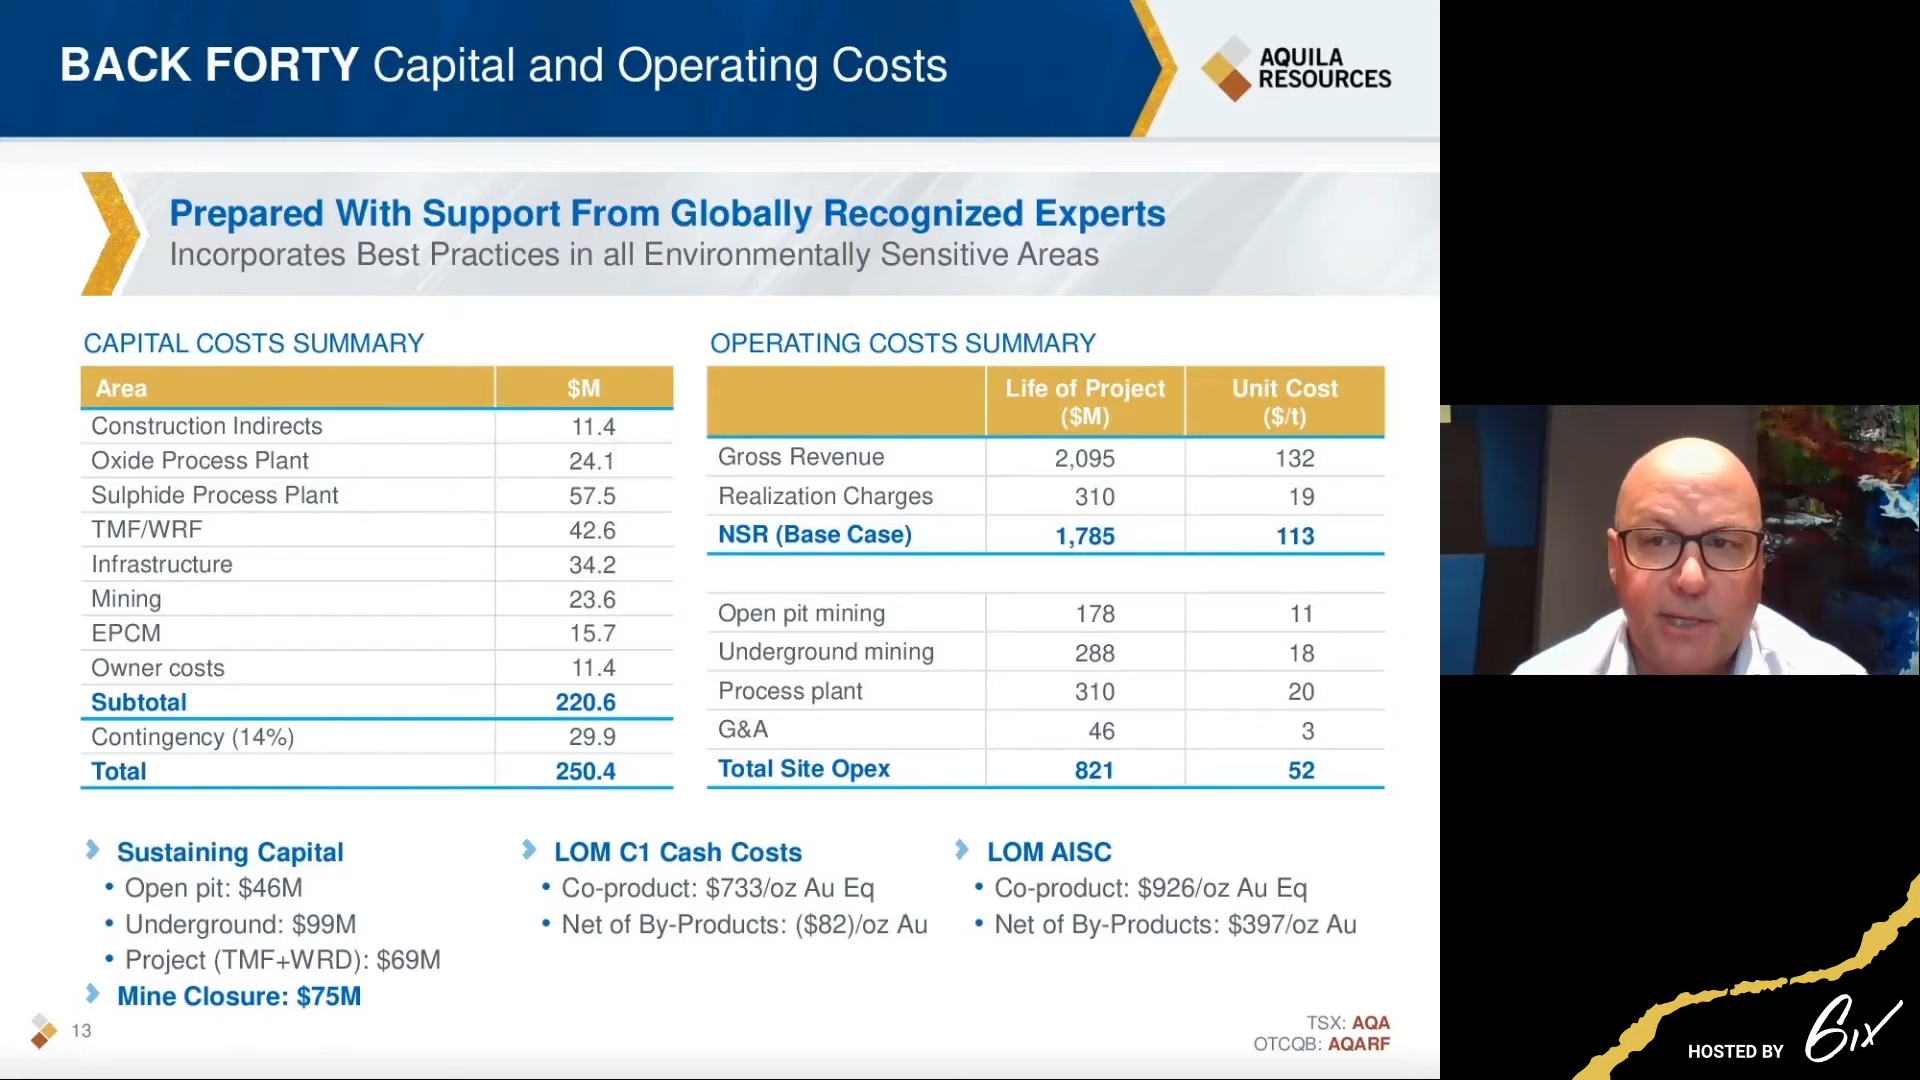 BACK FORTY Capital and Operating Costs
AQUILA
RESOURCES
Prepared With Support From Globally Recognized Experts
Incorporates Best Practices in all Environmentally Sensitive Areas
CAPITAL COSTS SUMMARY
Area $M
Construction Indirects 11.4
Oxide Process Plant 24.1
Sulphide Process Plant 57.5
TMF/WRF 42.6
Infrastructure 34.2
Mining 23.6
EPCM 15.7
Owner costs 11.4
Subtotal 220.6
Contingency (14%) 29.9
Total 250.4
OPERATING COSTS SUMMARY
Life of Project Unit Cost
($M) ($/t)
Gross Revenue 2,095 132
Realization Charges 310 19
NSR (Base Case) 1,785 113
Open pit mining 178 11
Underground mining 288 18
Process plant 310 20
G&A 46 3
Total Site Opex 821 52
Sustaining Capital
• Open pit: $46M
• Underground: $99M
• Project (TMF+WRD): $69M
Mine Closure: $75M
LOM C1 Cash Costs
• Co-product: $733/oz Au Eq
• Net of By-Products: ($82)/oz Au
LOM AISC
• Co-product: $926/oz Au Eq
• Net of By-Products: $397/oz Au
13
TSX: AQA
OTCQB: AQARF
HOSTED BY 6ix